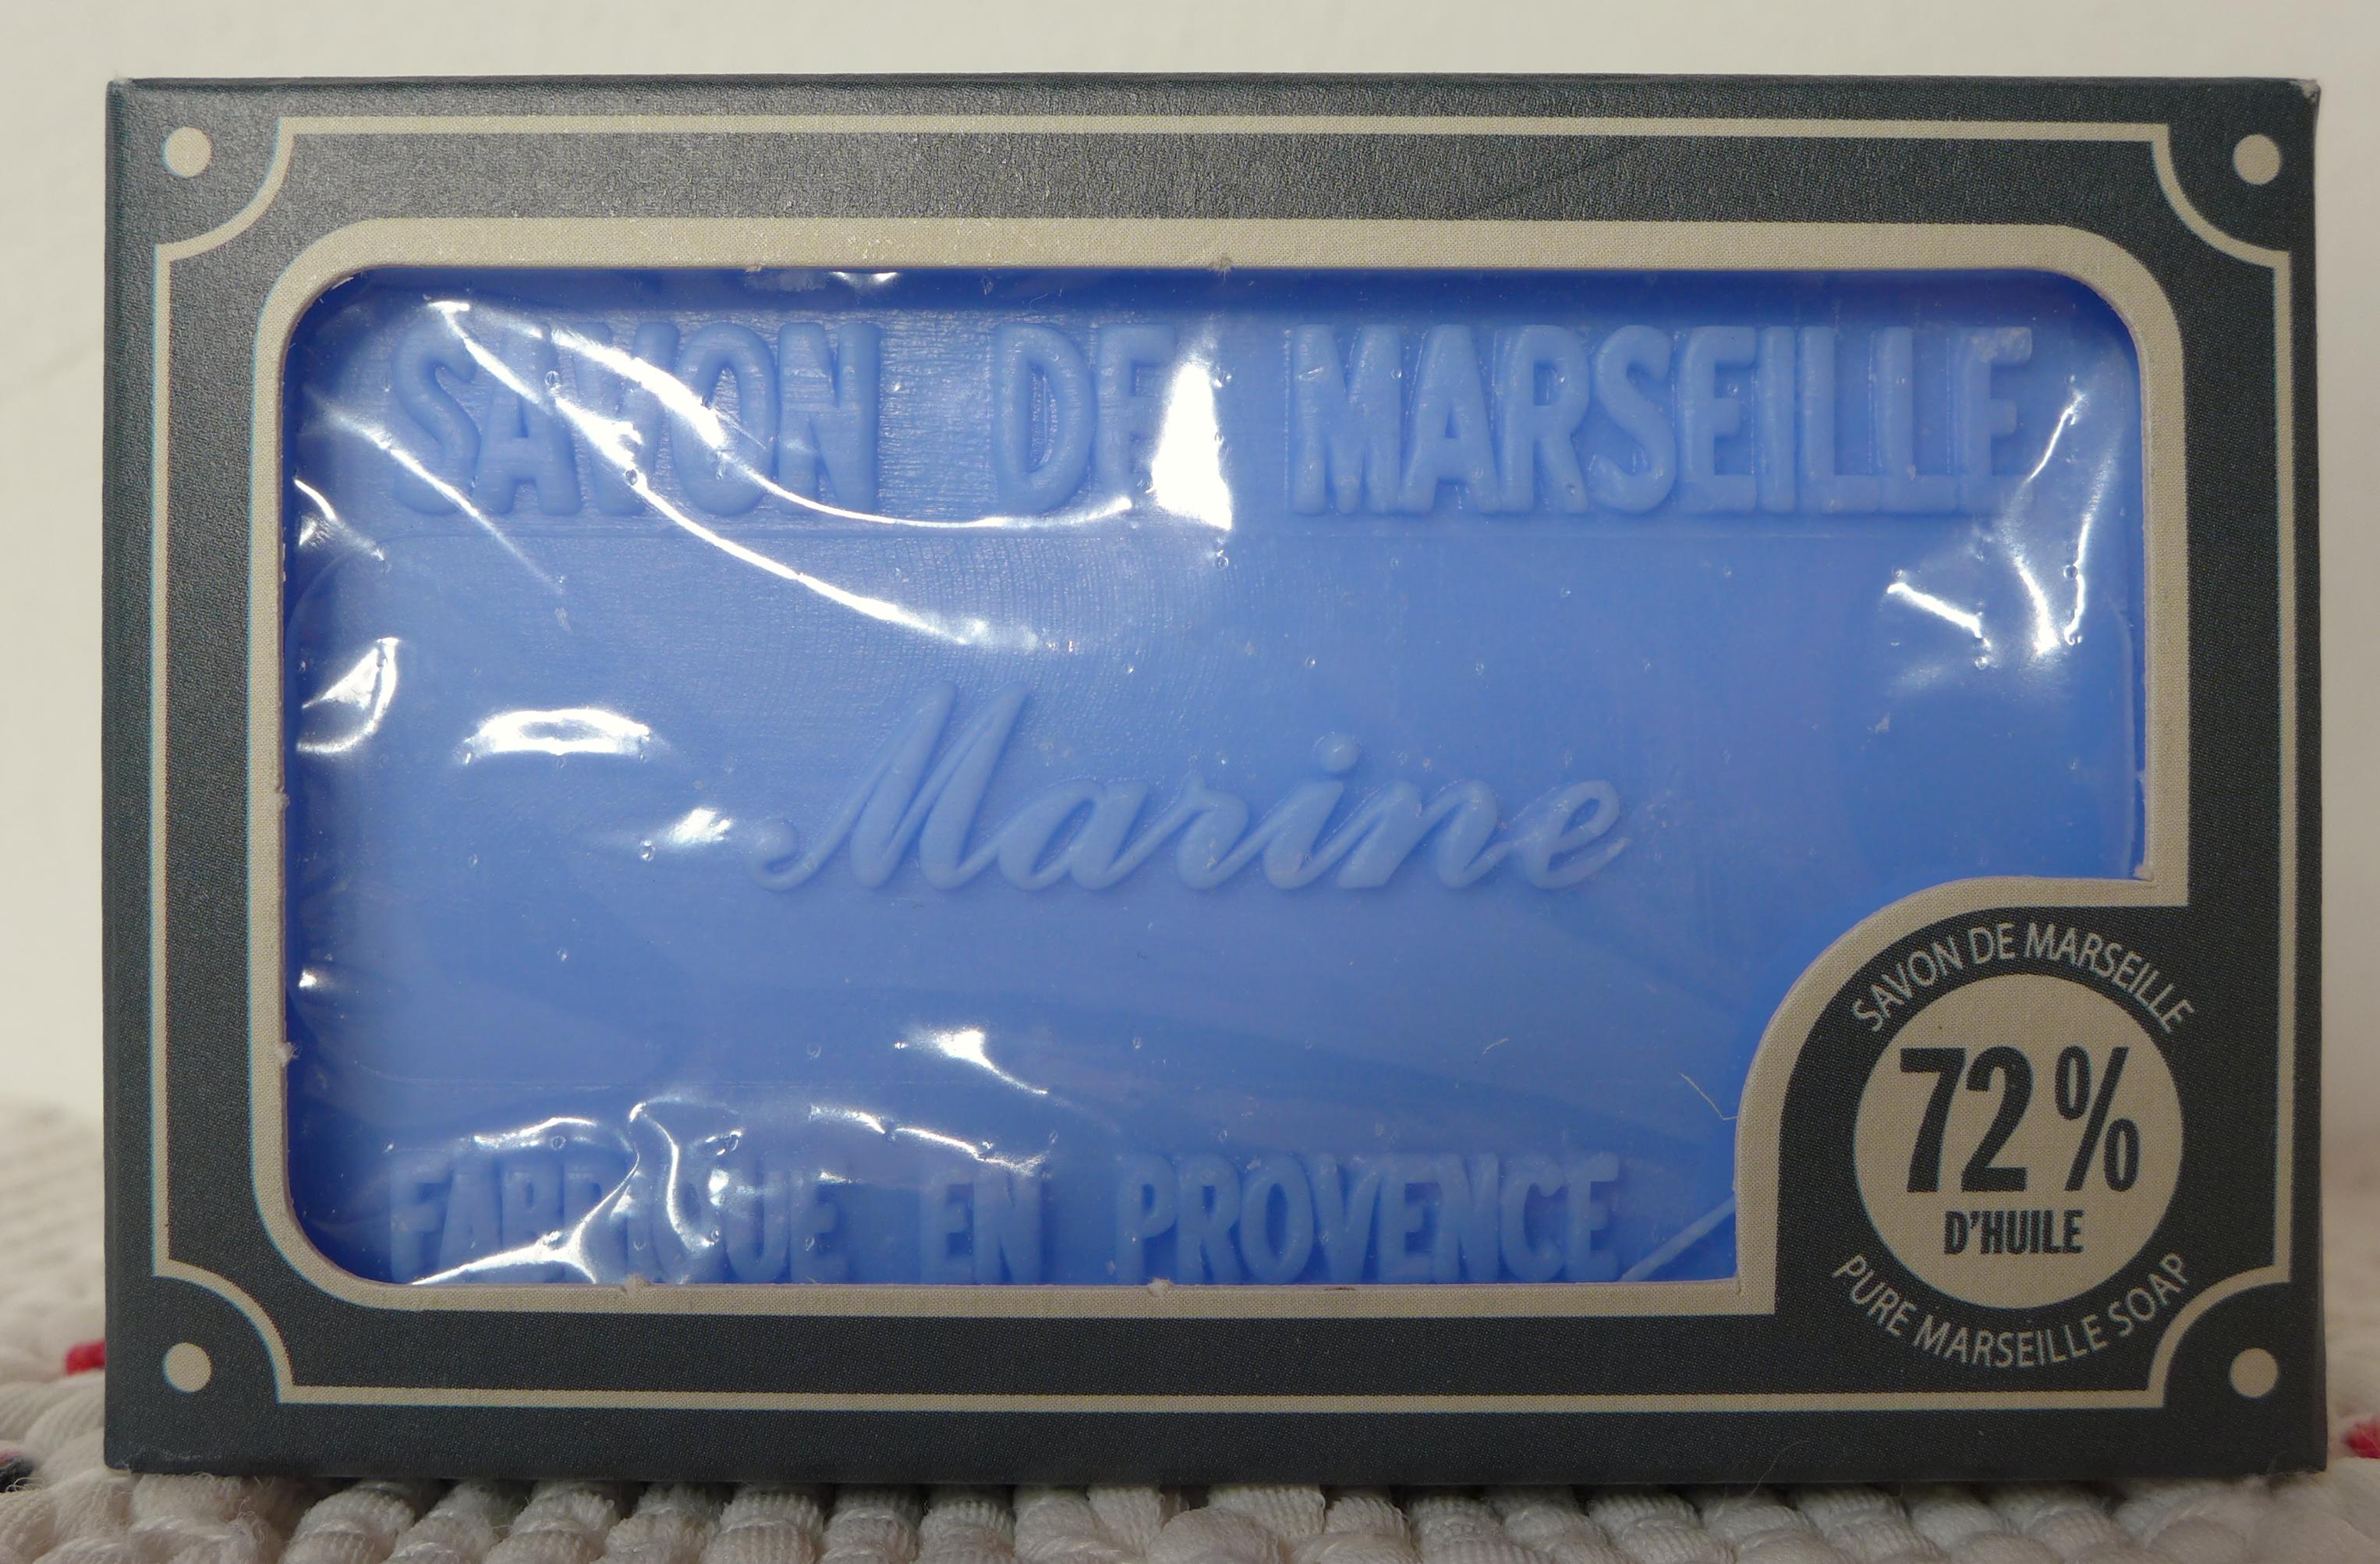 SAVON DE MARSEILLE
Marine
FABRIQUE EN PROVENCE
SAVON DE MARSEILLE
72%
D'HUILE
PURE MARSEILLE SOAP